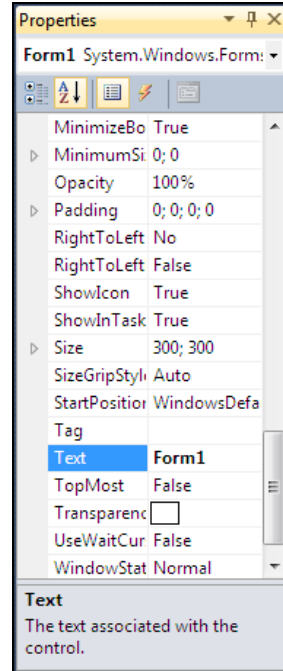 Properties
Form1 System.Windows.Forms
MinimizeBo True
MinimumSi 0; 0
Opacity 100%
Padding 0; 0; 0; 0
RightToLeft No
RightToLeft False
ShowIcon True
ShowInTask True
Size 300; 300
SizeGripStyl Auto
StartPosition WindowsDefa
Tag
Text Form1
TopMost False
Transparenc
UseWaitCur False
WindowStat Normal
Text
The text associated with the
control.